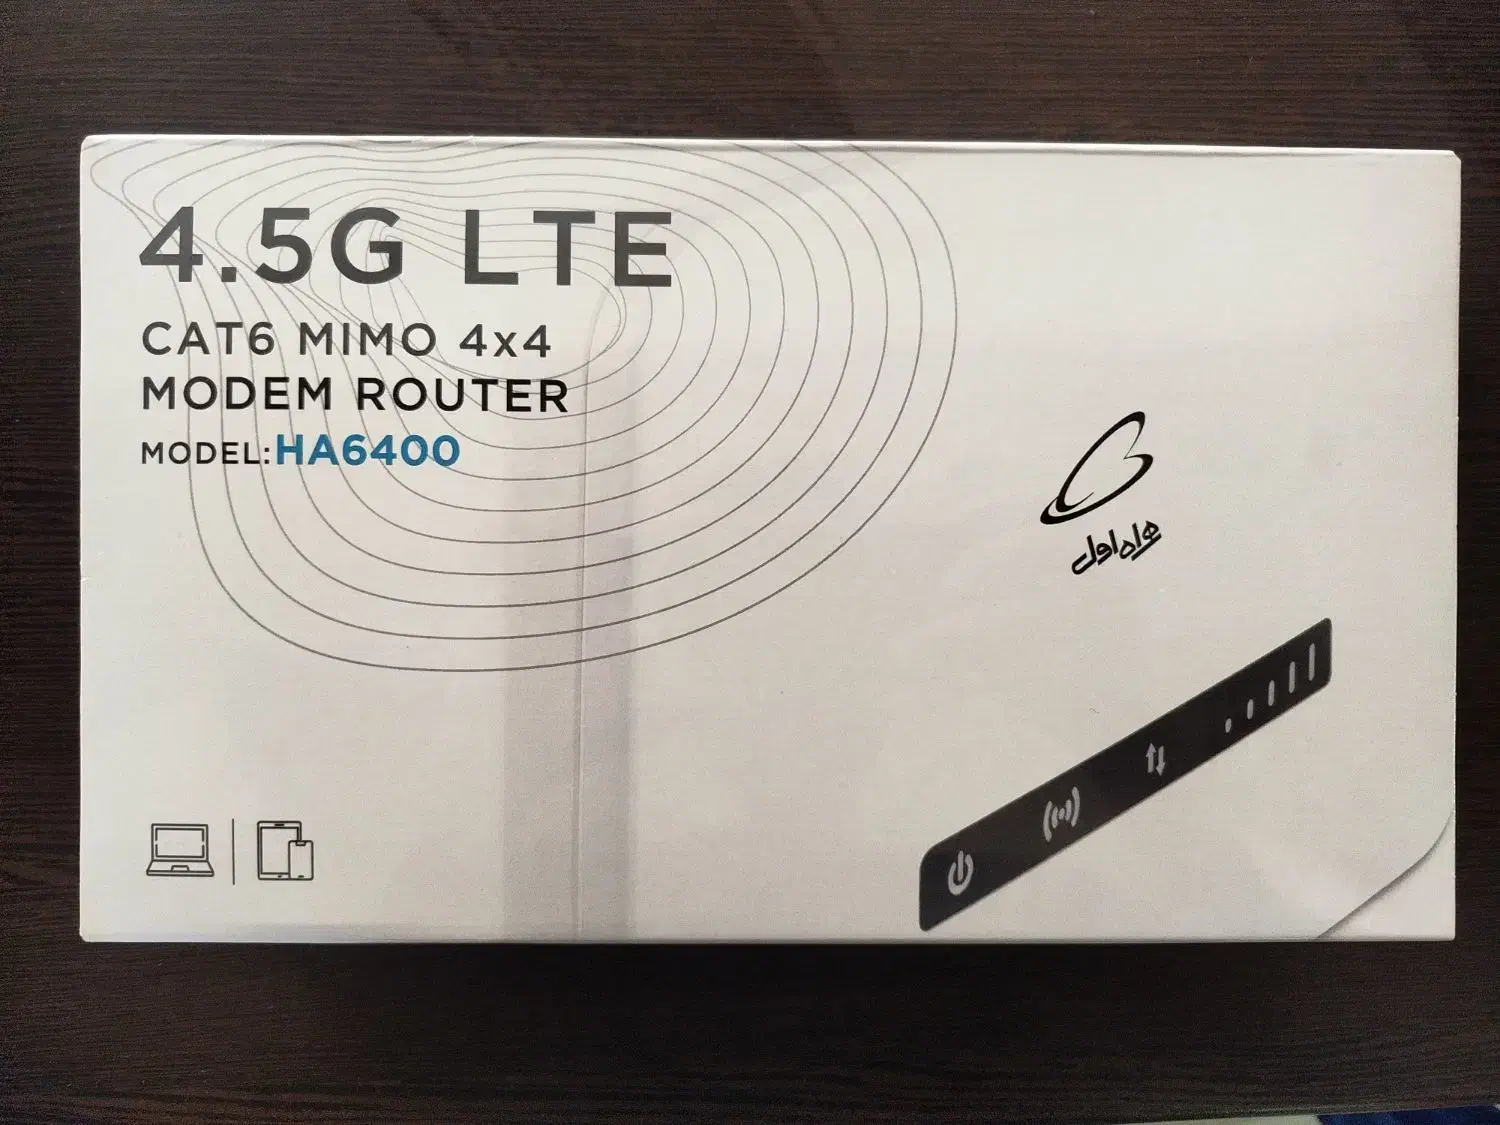 4.5G LTE
CAT6 MIMO 4x4
MODEM ROUTER
MODEL:HA6400
همراه اول